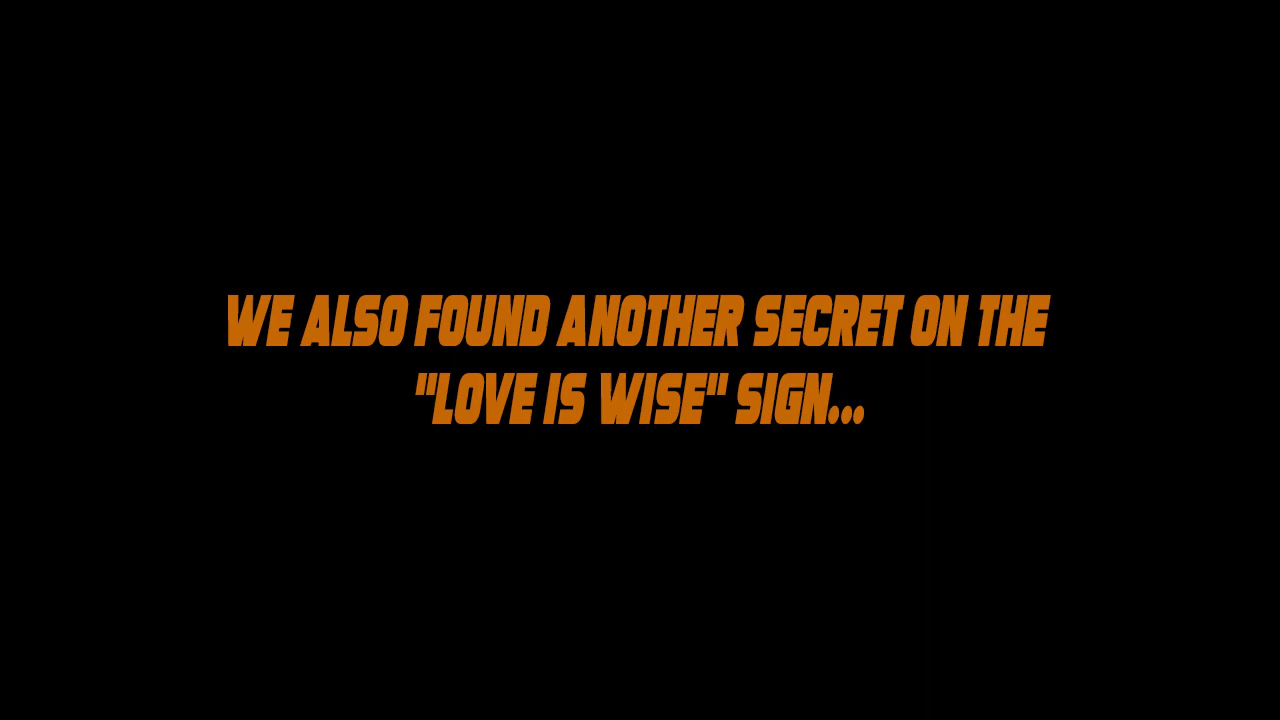 WE ALSO FOUND ANOTHER SECRET ON THE
"LOVE IS WISE" SIGN...